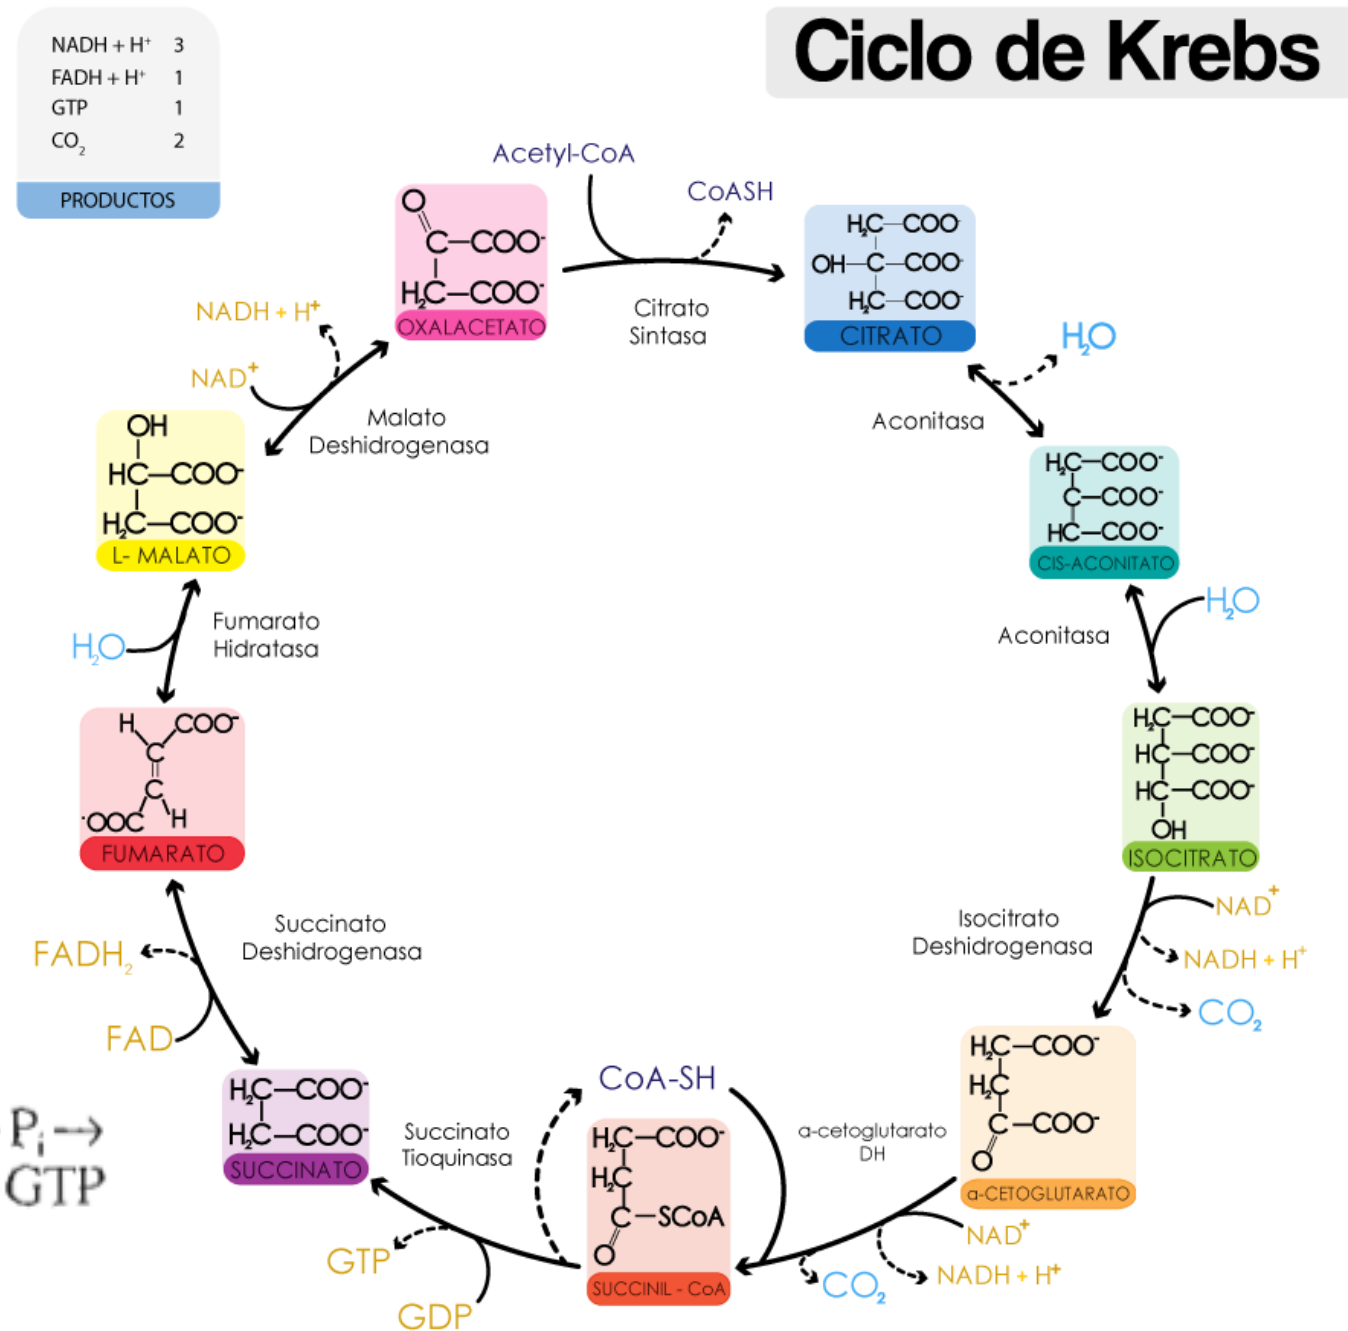 Ciclo de Krebs
NADH + H⁺ 3
FADH + H⁺ 1
GTP 1
CO₂ 2
PRODUCTOS
Acetyl-CoA
CoASH
Citrato
Sintasa
O
C—COO⁻
H₂C—COO⁻
OXALACETATO
H₂C—COO⁻
OH—C—COO⁻
H₂C—COO⁻
CITRATO
H₂O
Aconitasa
H₂C—COO⁻
C—COO⁻
HC—COO⁻
CIS-ACONITATO
H₂O
Aconitasa
H₂C—COO⁻
HC—COO⁻
HC—COO⁻
OH
ISOCITRATO
Isocitrato
Deshidrogenasa
NAD⁺
NADH + H⁺
CO₂
H₂C—COO⁻
H₂C
C—COO⁻
O
α-CETOGLUTARATO
α-cetoglutarato
DH
NAD⁺
NADH + H⁺
CO₂
CoA-SH
H₂C—COO⁻
H₂C
C—SCoA
O
SUCCINIL - CoA
Succinato
Tioquinasa
GTP
GDP
Pᵢ →
GTP
H₂C—COO⁻
H₂C—COO⁻
SUCCINATO
Succinato
Deshidrogenasa
FADH₂
FAD
H COO⁻
C
C
⁻OOC H
FUMARATO
Fumarato
Hidratasa
H₂O
OH
HC—COO⁻
H₂C—COO⁻
L- MALATO
Malato
Deshidrogenasa
NAD⁺
NADH + H⁺